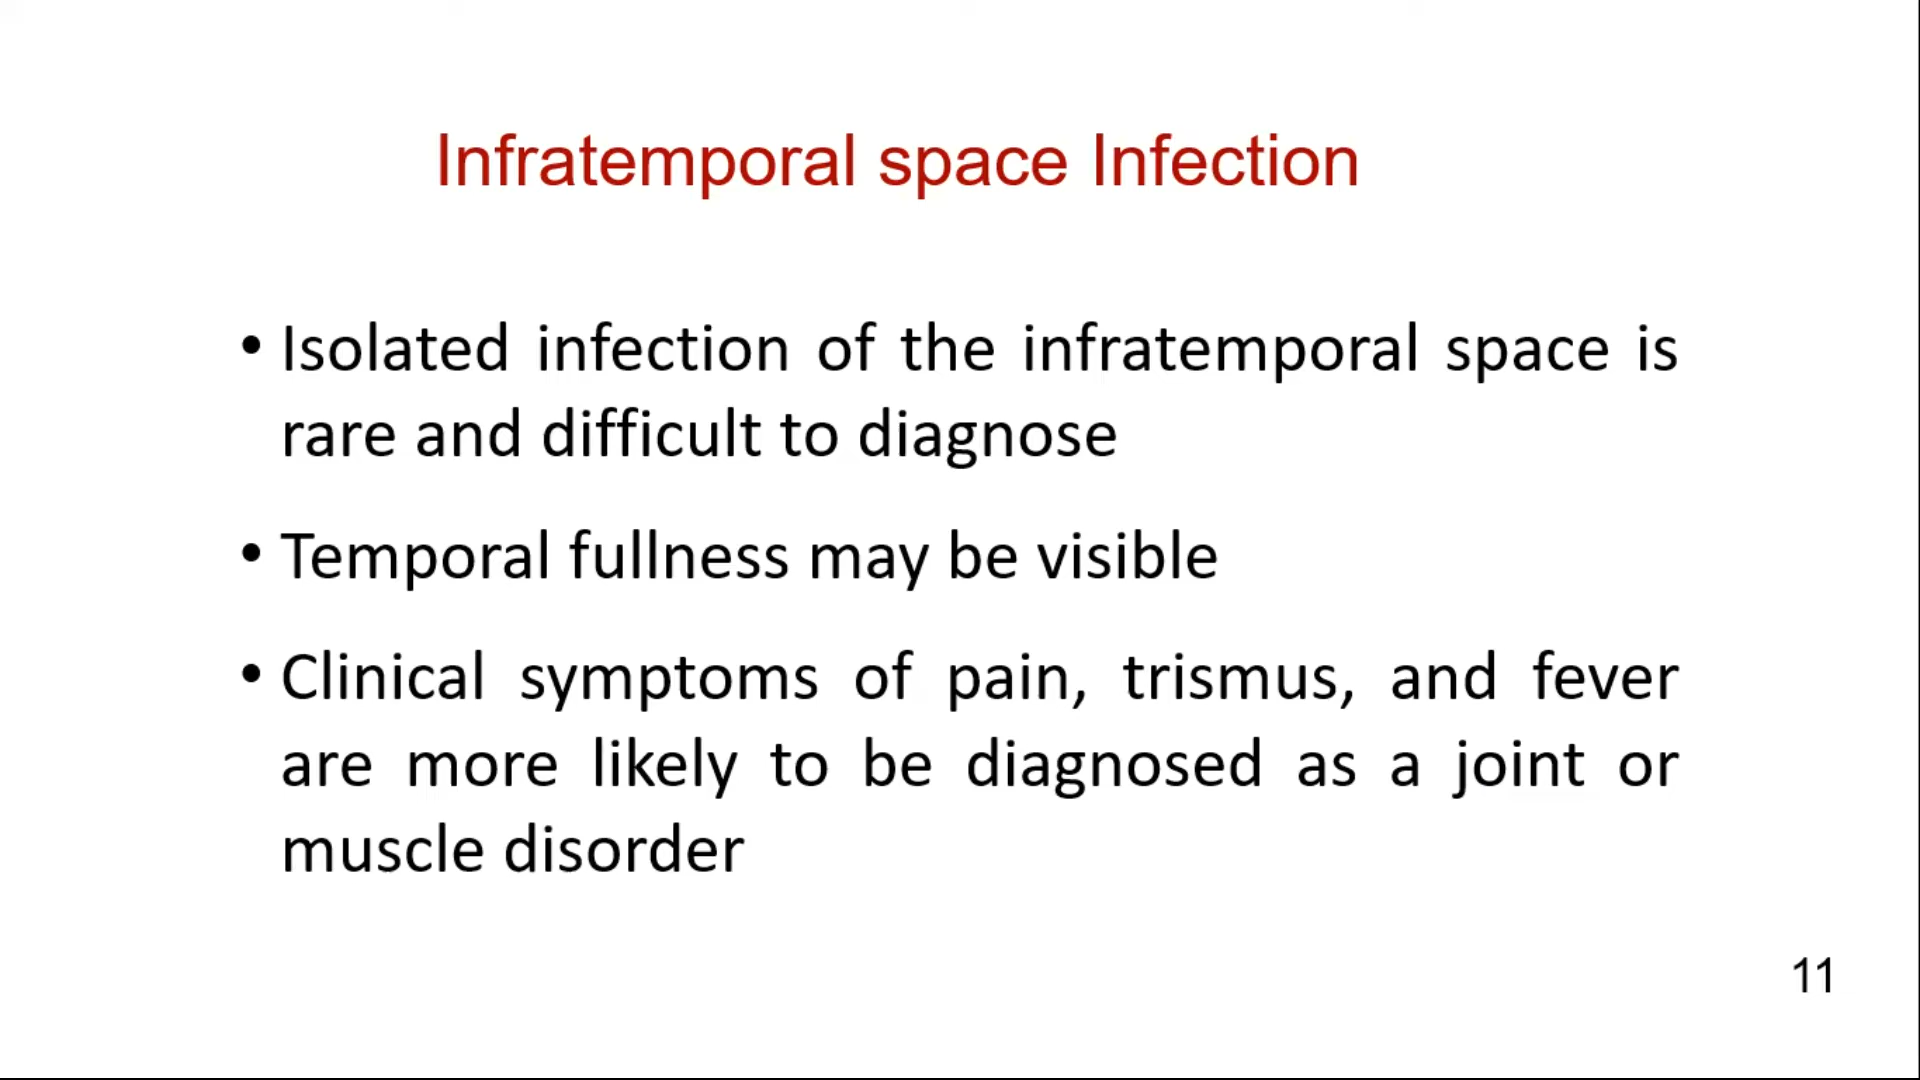 Infratemporal space Infection
• Isolated infection of the infratemporal space is
rare and difficult to diagnose
• Temporal fullness may be visible
• Clinical symptoms of pain, trismus, and fever
are more likely to be diagnosed as a joint or
muscle disorder
11